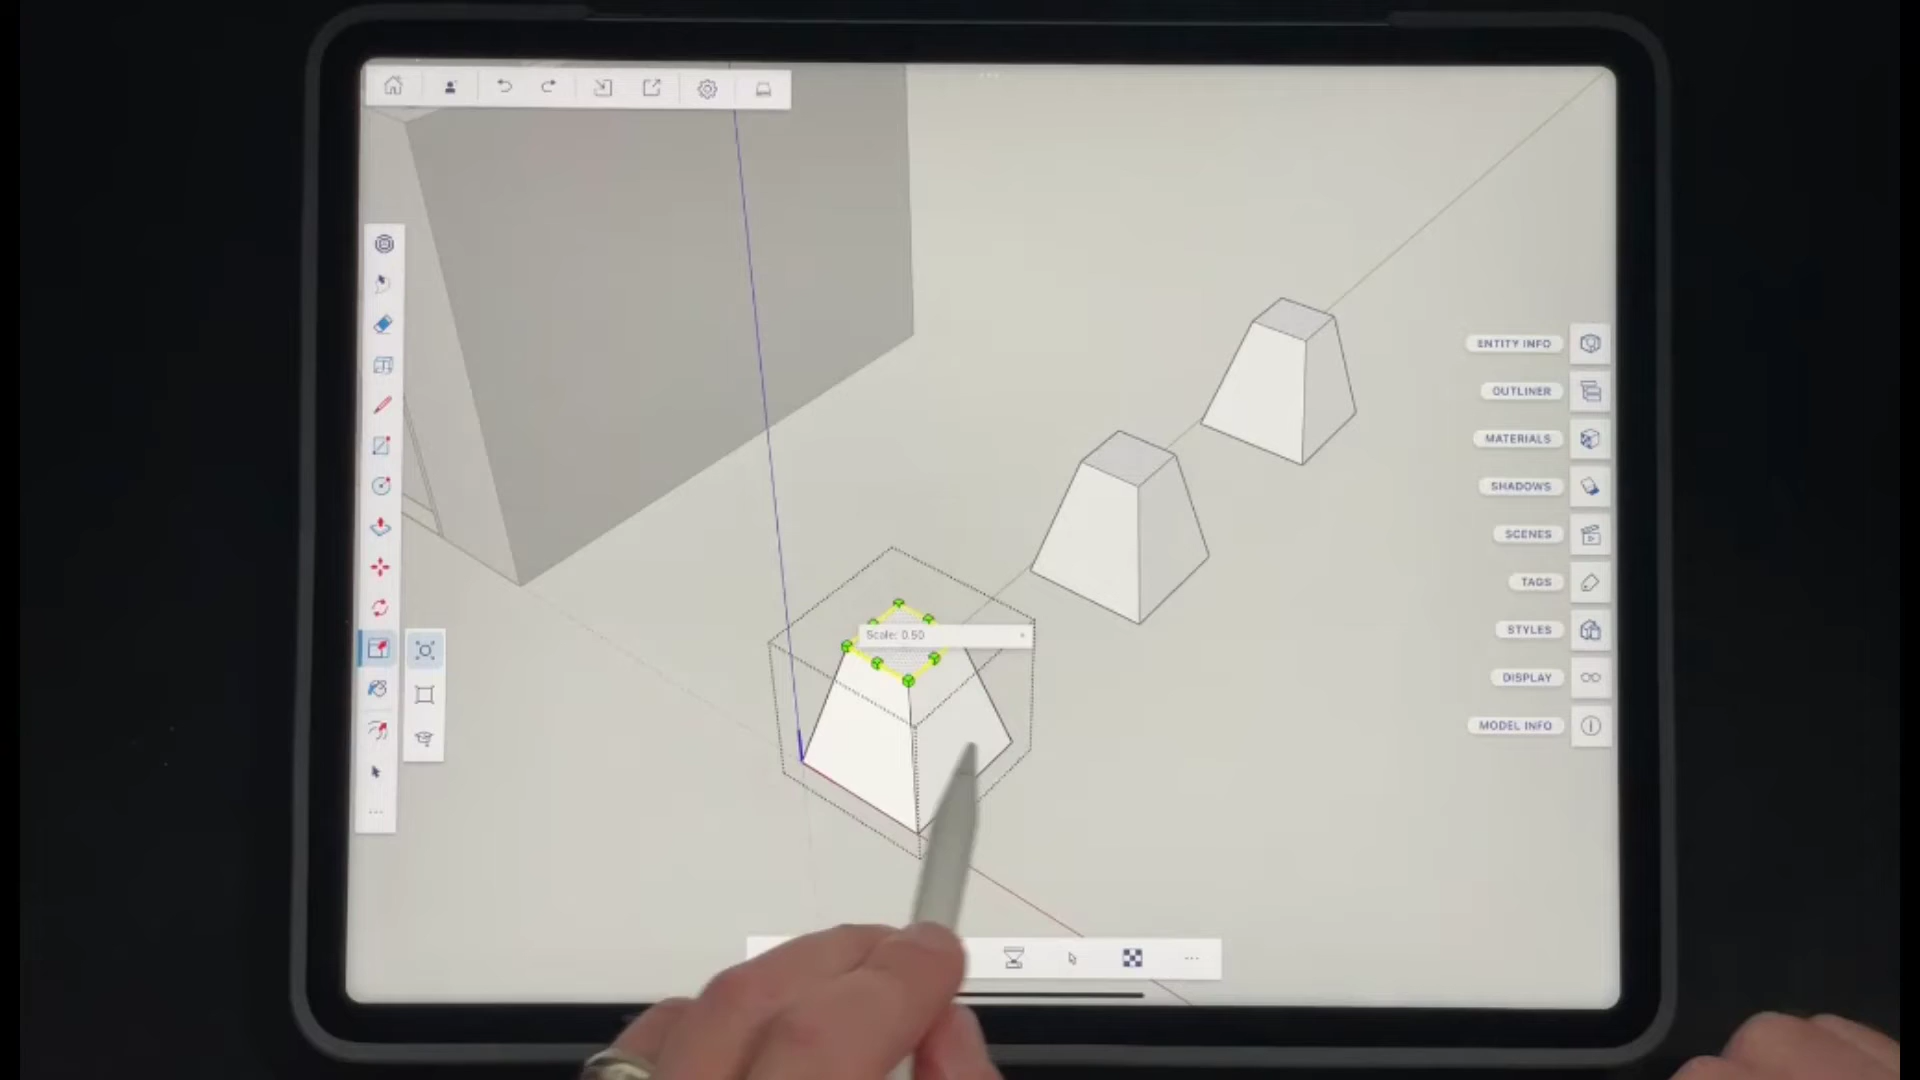 ENTITY INFO
OUTLINER
MATERIALS
SHADOWS
SCENES
TAGS
STYLES
DISPLAY
MODEL INFO
Scale: 0.50